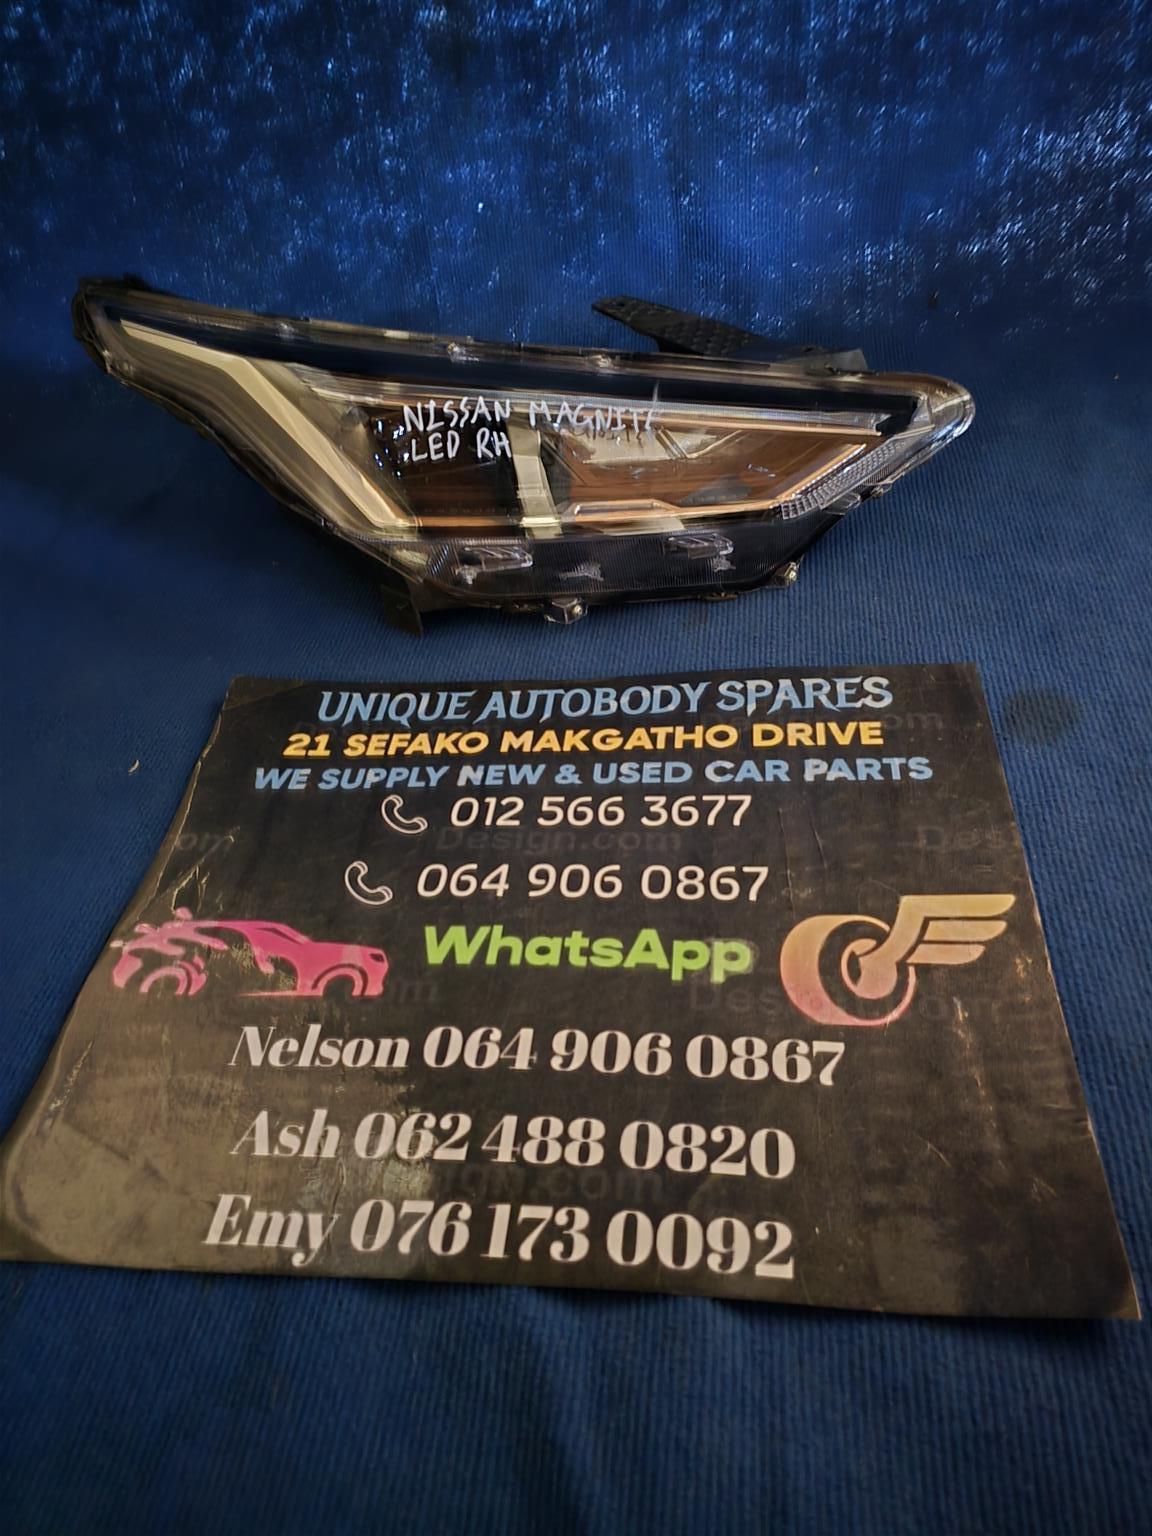 NISSAN MAGNITE
LED RH
UNIQUE AUTOBODY SPARES
21 SEFAKO MAKGATHO DRIVE
WE SUPPLY NEW & USED CAR PARTS
012 566 3677
064 906 0867
WhatsApp
Nelson 064 906 0867
Ash 062 488 0820
Emy 076 173 0092